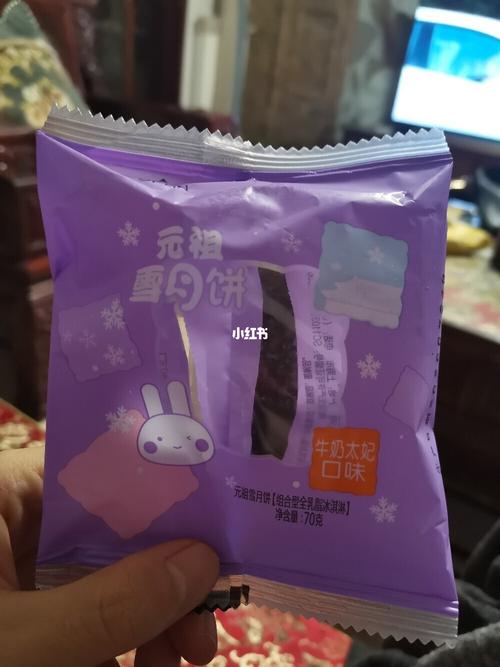 元祖
雪月饼
小红书
牛奶太妃
口味
元祖雪月饼【组合型全乳脂冰淇淋】
净含量:70克